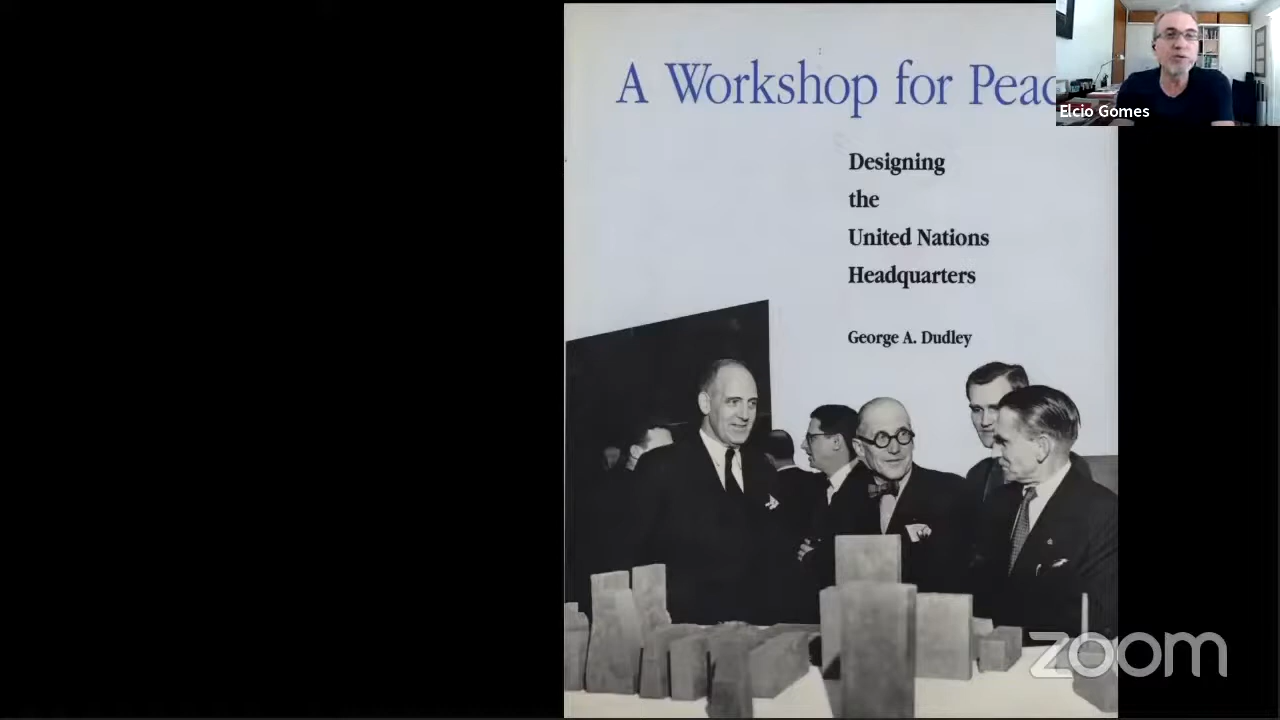 A Workshop for Peac
Designing
the
United Nations
Headquarters
George A. Dudley
Elcio Gomes
zoom